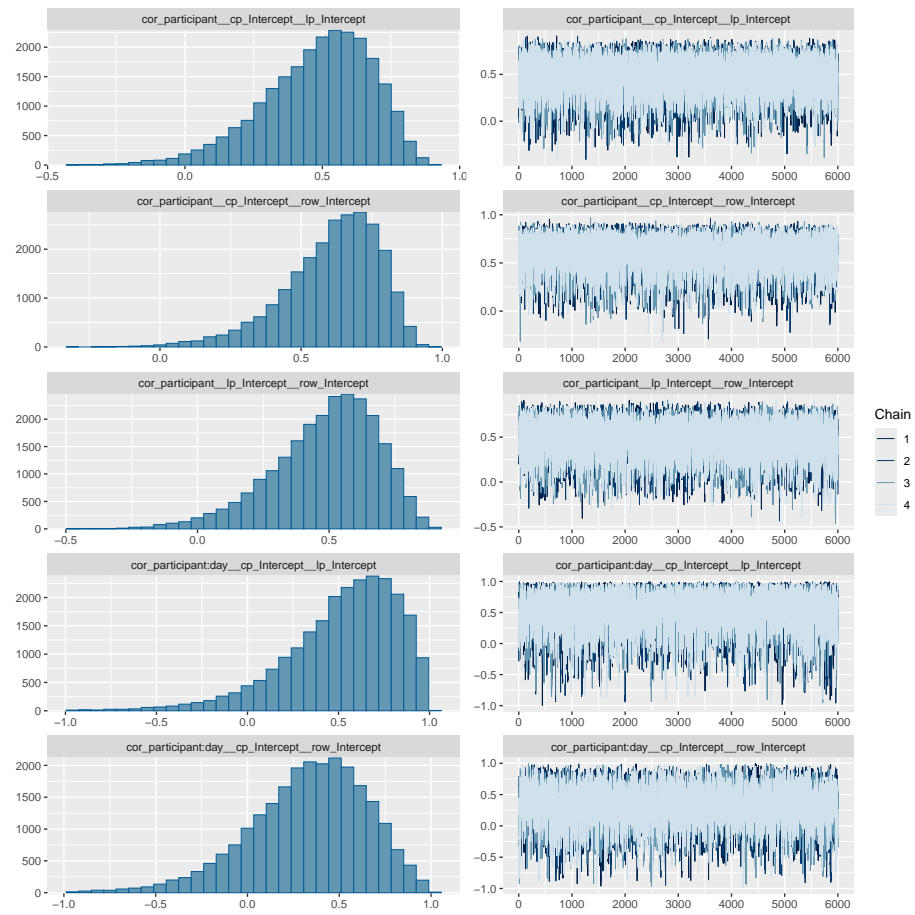 cor_participant__cp_Intercept__lp_Intercept
2000
1500
1000
500
0
−0.5 0.0 0.5 1.0
cor_participant__cp_Intercept__lp_Intercept
0.5
0.0
0 1000 2000 3000 4000 5000 6000
cor_participant__cp_Intercept__row_Intercept
2000
1000
0
0.0 0.5 1.0
cor_participant__cp_Intercept__row_Intercept
1.0
0.5
0.0
0 1000 2000 3000 4000 5000 6000
cor_participant__lp_Intercept__row_Intercept
2000
1500
1000
500
0
−0.5 0.0 0.5
cor_participant__lp_Intercept__row_Intercept
0.5
0.0
−0.5
0 1000 2000 3000 4000 5000 6000
cor_participant:day__cp_Intercept__lp_Intercept
2000
1500
1000
500
0
−1.0 −0.5 0.0 0.5 1.0
cor_participant:day__cp_Intercept__lp_Intercept
1.0
0.5
0.0
−0.5
−1.0
0 1000 2000 3000 4000 5000 6000
cor_participant:day__cp_Intercept__row_Intercept
2000
1500
1000
500
0
−1.0 −0.5 0.0 0.5 1.0
cor_participant:day__cp_Intercept__row_Intercept
1.0
0.5
0.0
−0.5
−1.0
0 1000 2000 3000 4000 5000 6000
Chain
1
2
3
4